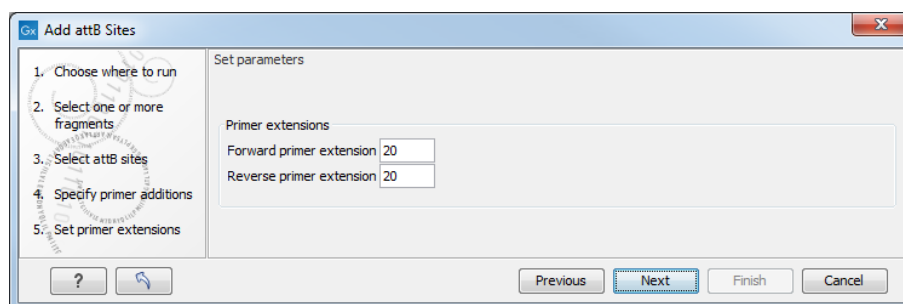 Gx Add attB Sites
X
1. Choose where to run
2. Select one or more
fragments
3. Select attB sites
4. Specify primer additions
5. Set primer extensions
Set parameters
Primer extensions
Forward primer extension 20
Reverse primer extension 20
?
Previous
Next
Finish
Cancel